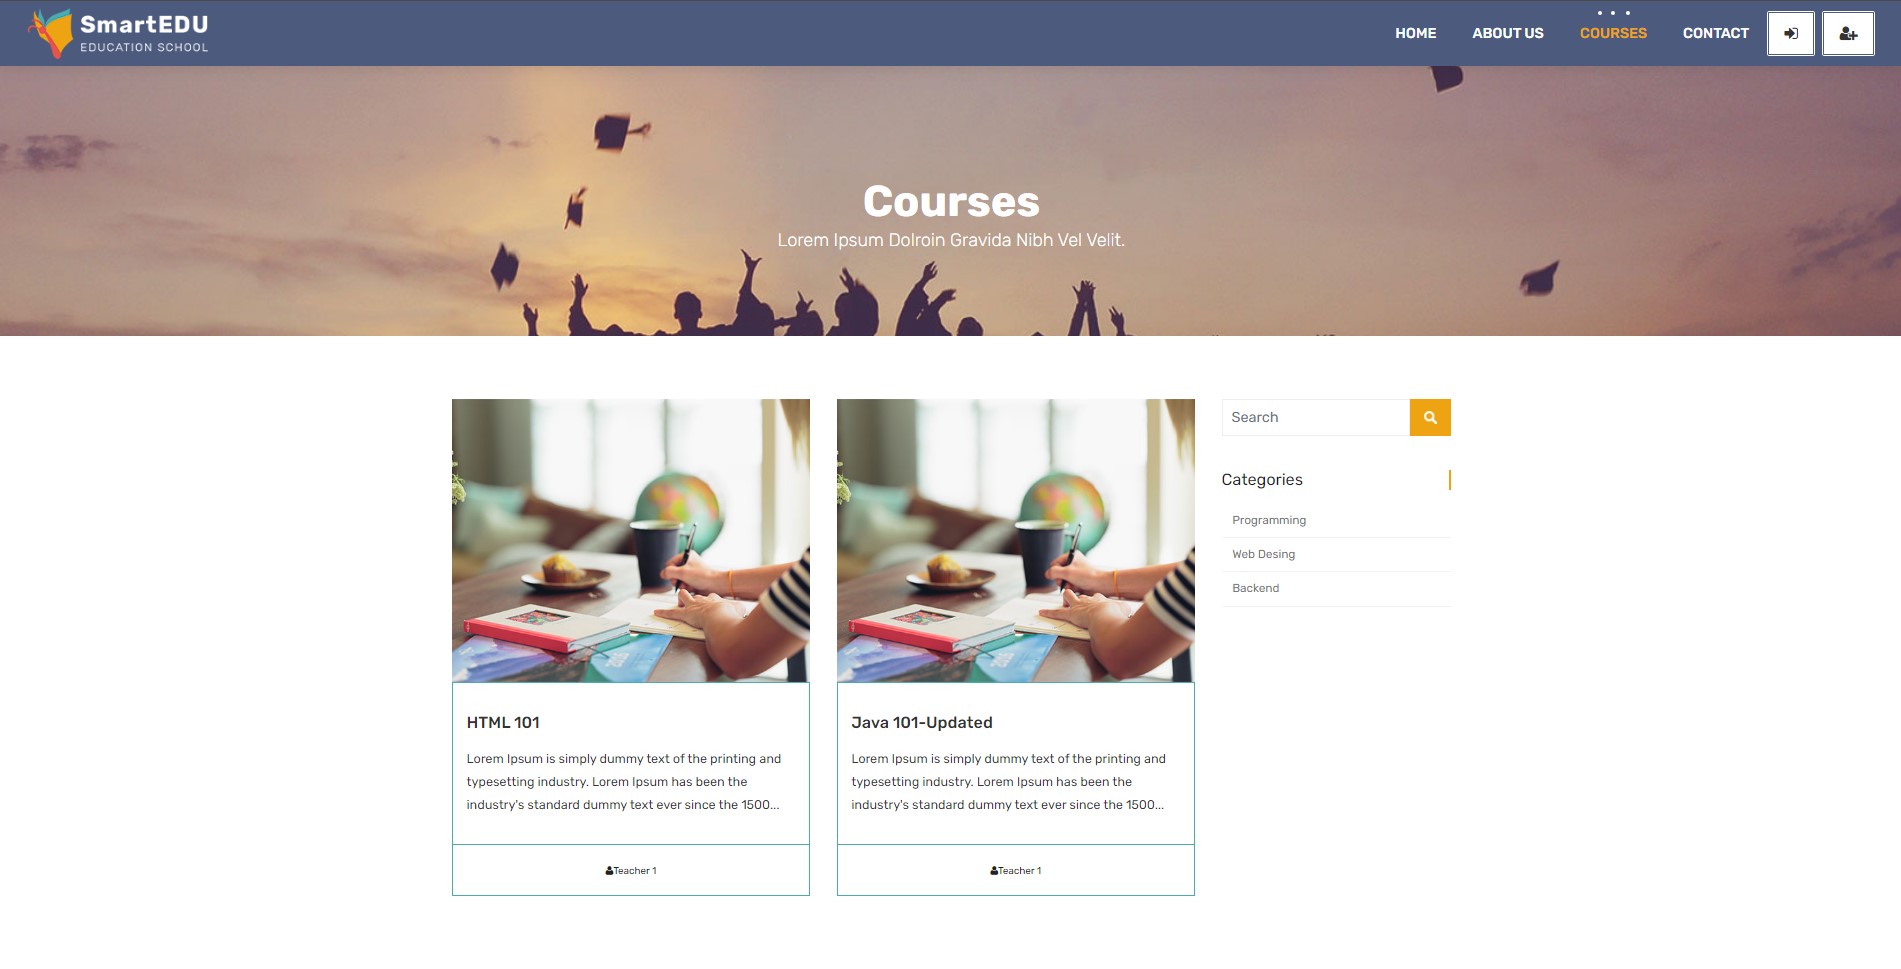 SmartEDU
EDUCATION SCHOOL
HOME
ABOUT US
COURSES
CONTACT
Courses
Lorem Ipsum Dolroin Gravida Nibh Vel Velit.
HTML 101
Lorem Ipsum is simply dummy text of the printing and
typesetting industry. Lorem Ipsum has been the
industry's standard dummy text ever since the 1500...
Teacher 1
Java 101-Updated
Lorem Ipsum is simply dummy text of the printing and
typesetting industry. Lorem Ipsum has been the
industry's standard dummy text ever since the 1500...
Teacher 1
Search
Categories
Programming
Web Desing
Backend